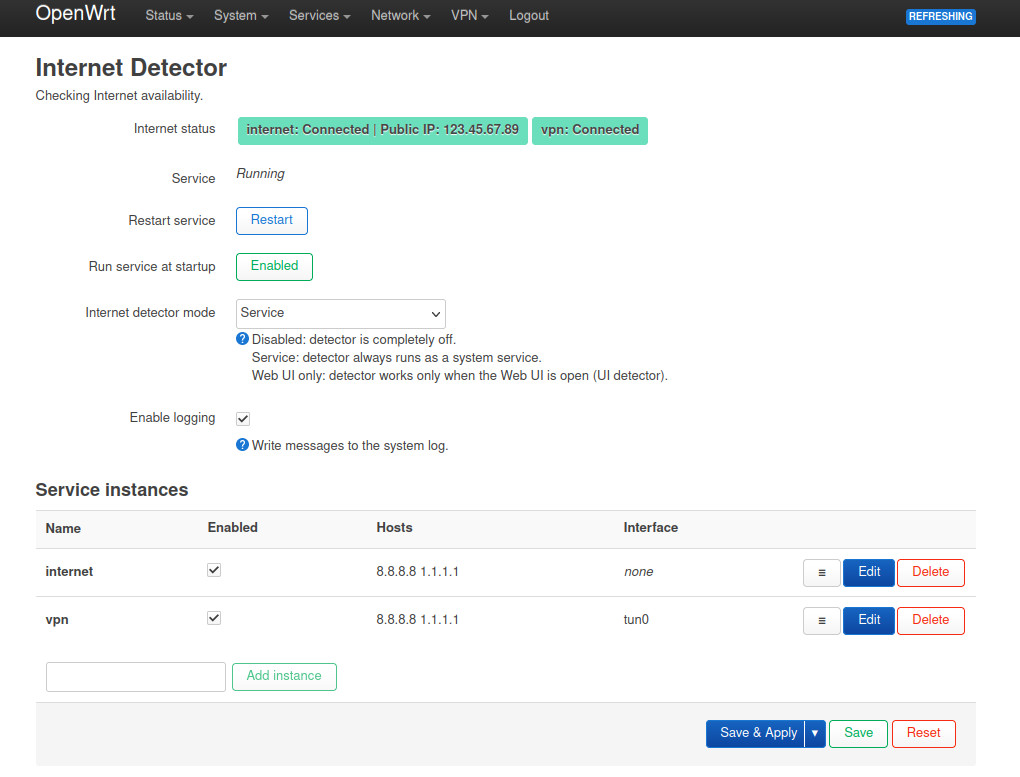 OpenWrt Status System Services Network VPN Logout REFRESHING
Internet Detector
Checking Internet availability.
Internet status internet: Connected | Public IP: 123.45.67.89 vpn: Connected
Service Running
Restart service Restart
Run service at startup Enabled
Internet detector mode Service
Disabled: detector is completely off.
Service: detector always runs as a system service.
Web UI only: detector works only when the Web UI is open (UI detector).
Enable logging
Write messages to the system log.
Service instances
Name Enabled Hosts Interface
internet 8.8.8.8 1.1.1.1 none Edit Delete
vpn 8.8.8.8 1.1.1.1 tun0 Edit Delete
Add instance
Save & Apply Save Reset